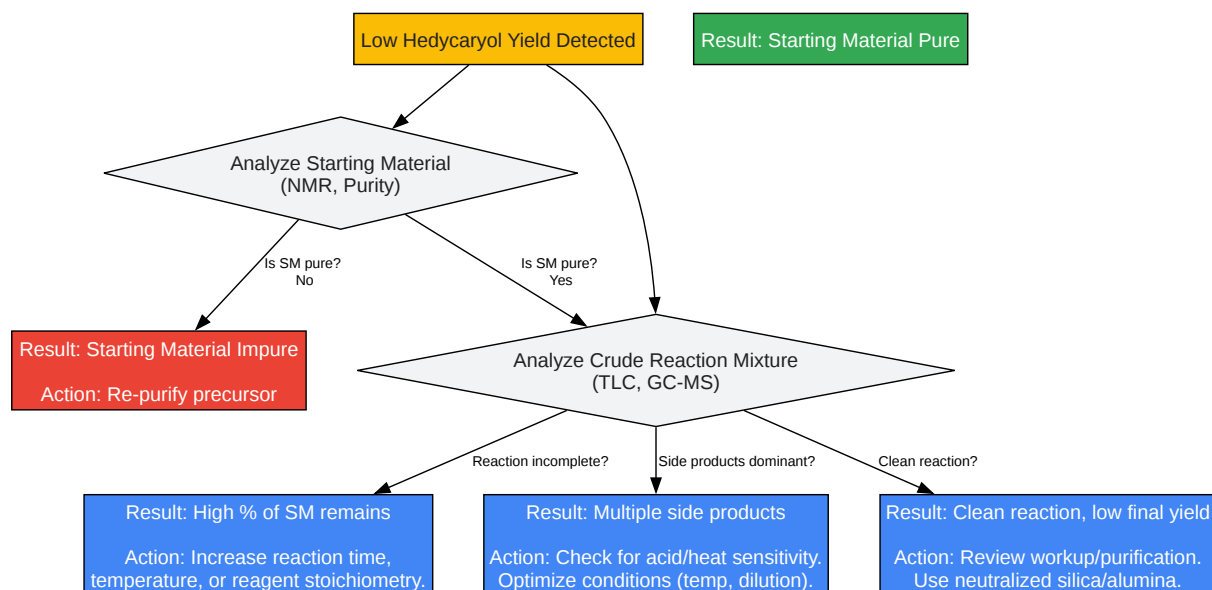 Low Hedycaryol Yield Detected
Result: Starting Material Pure
Analyze Starting Material
(NMR, Purity)
Is SM pure?
No
Is SM pure?
Yes
Result: Starting Material Impure
Action: Re-purify precursor
Analyze Crude Reaction Mixture
(TLC, GC-MS)
Reaction incomplete?
Side products dominant?
Clean reaction?
Result: High % of SM remains
Action: Increase reaction time,
temperature, or reagent stoichiometry.
Result: Multiple side products
Action: Check for acid/heat sensitivity.
Optimize conditions (temp, dilution).
Result: Clean reaction, low final yield
Action: Review workup/purification.
Use neutralized silica/alumina.